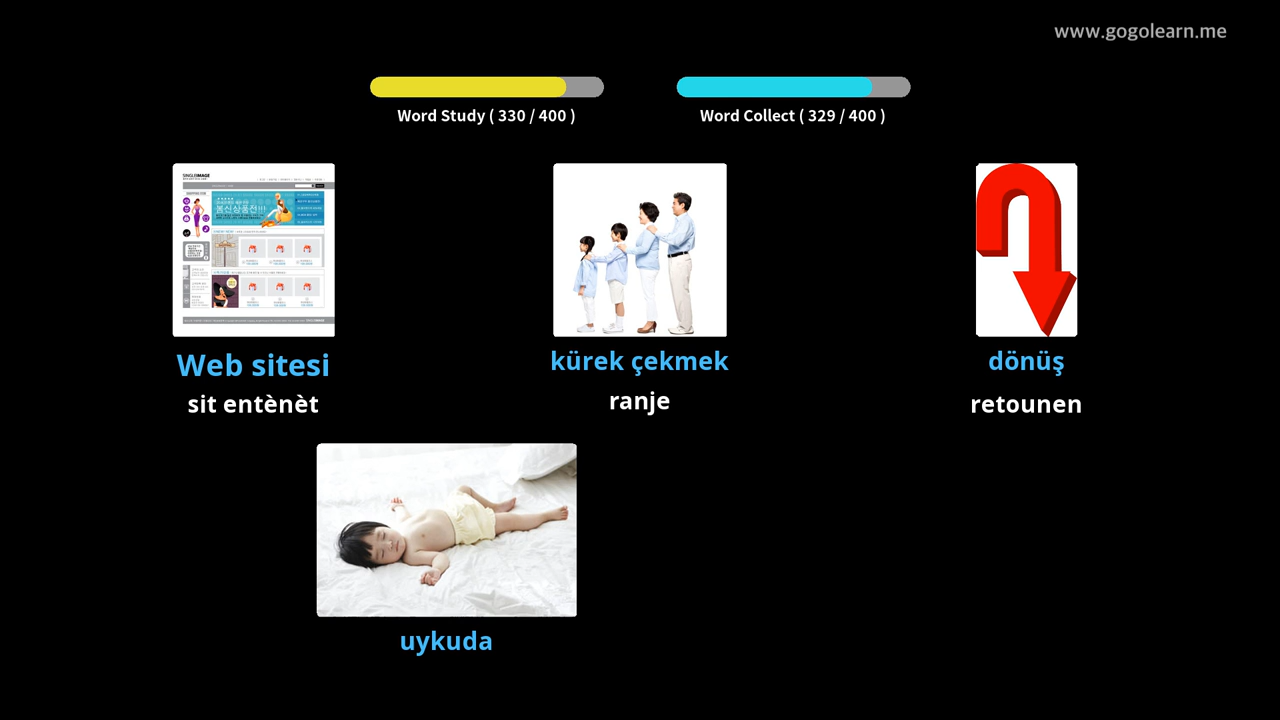 www.gogolearn.me
Word Study ( 330 / 400 )
Word Collect ( 329 / 400 )
SINGLEIMAGE
Web sitesi
kürek çekmek
dönüş
sit entènèt
ranje
retounen
uykuda